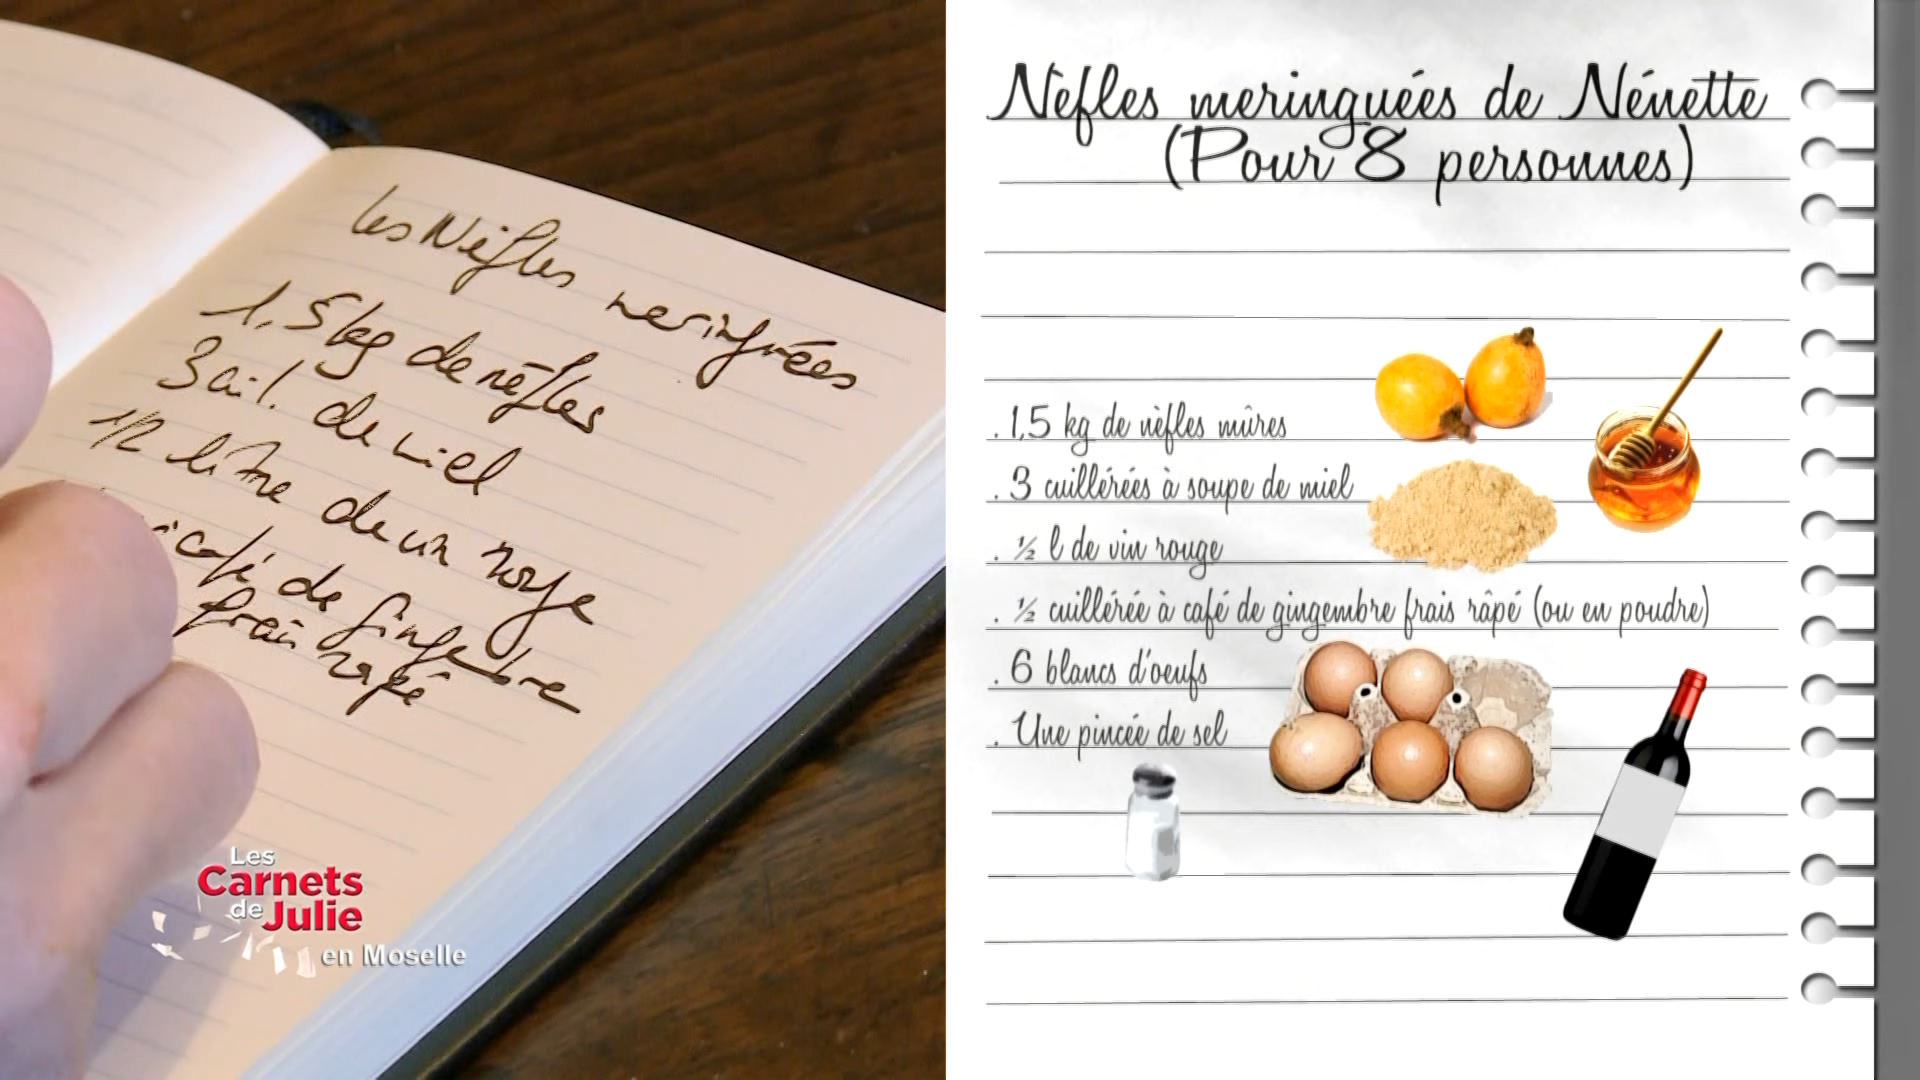 Les Nèfles meringuées
1,5 kg de nèfles
3 c. à.s. de miel
1/2 litre de vin rouge
café de gingembre
frais râpé
Les
Carnets
de Julie
en Moselle
Nèfles meringuées de Nénette
(Pour 8 personnes)
. 1,5 kg de nèfles mûres
. 3 cuillérées à soupe de miel
. ½ l de vin rouge
. ½ cuillérée à café de gingembre frais râpé (ou en poudre)
. 6 blancs d'oeufs
. Une pincée de sel